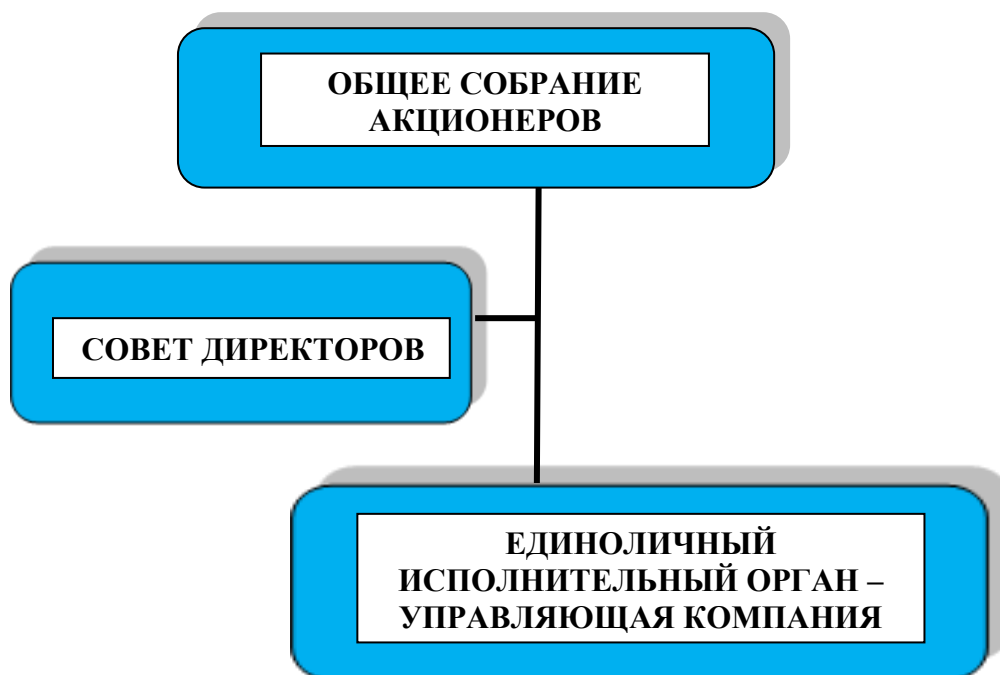 ОБЩЕЕ СОБРАНИЕ
АКЦИОНЕРОВ
СОВЕТ ДИРЕКТОРОВ
ЕДИНОЛИЧНЫЙ
ИСПОЛНИТЕЛЬНЫЙ ОРГАН –
УПРАВЛЯЮЩАЯ КОМПАНИЯ